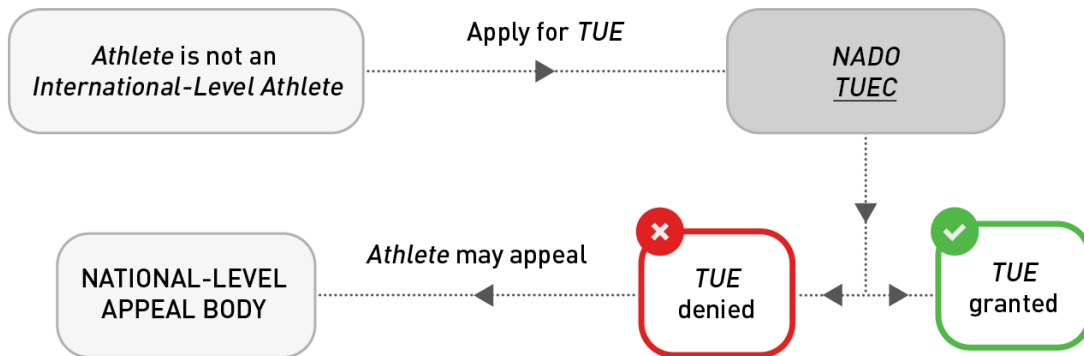 Athlete is not an
International-Level Athlete
Apply for TUE
NADO
TUEC
NATIONAL-LEVEL
APPEAL BODY
Athlete may appeal
TUE
denied
TUE
granted